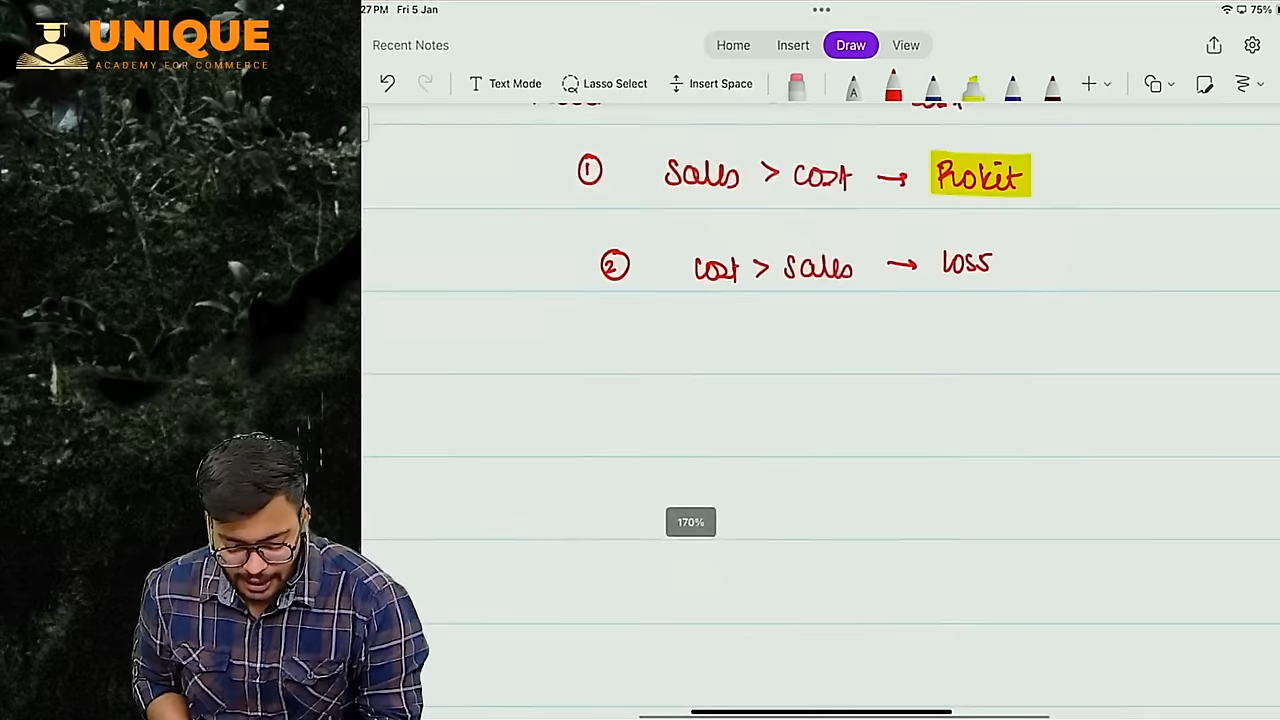 UNIQUE
ACADEMY FOR COMMERCE
27 PM Fri 5 Jan
75%
Recent Notes
Home Insert Draw View
Text Mode Lasso Select Insert Space
A
① Sales > cost → Profit
② cost > Sales → loss
170%